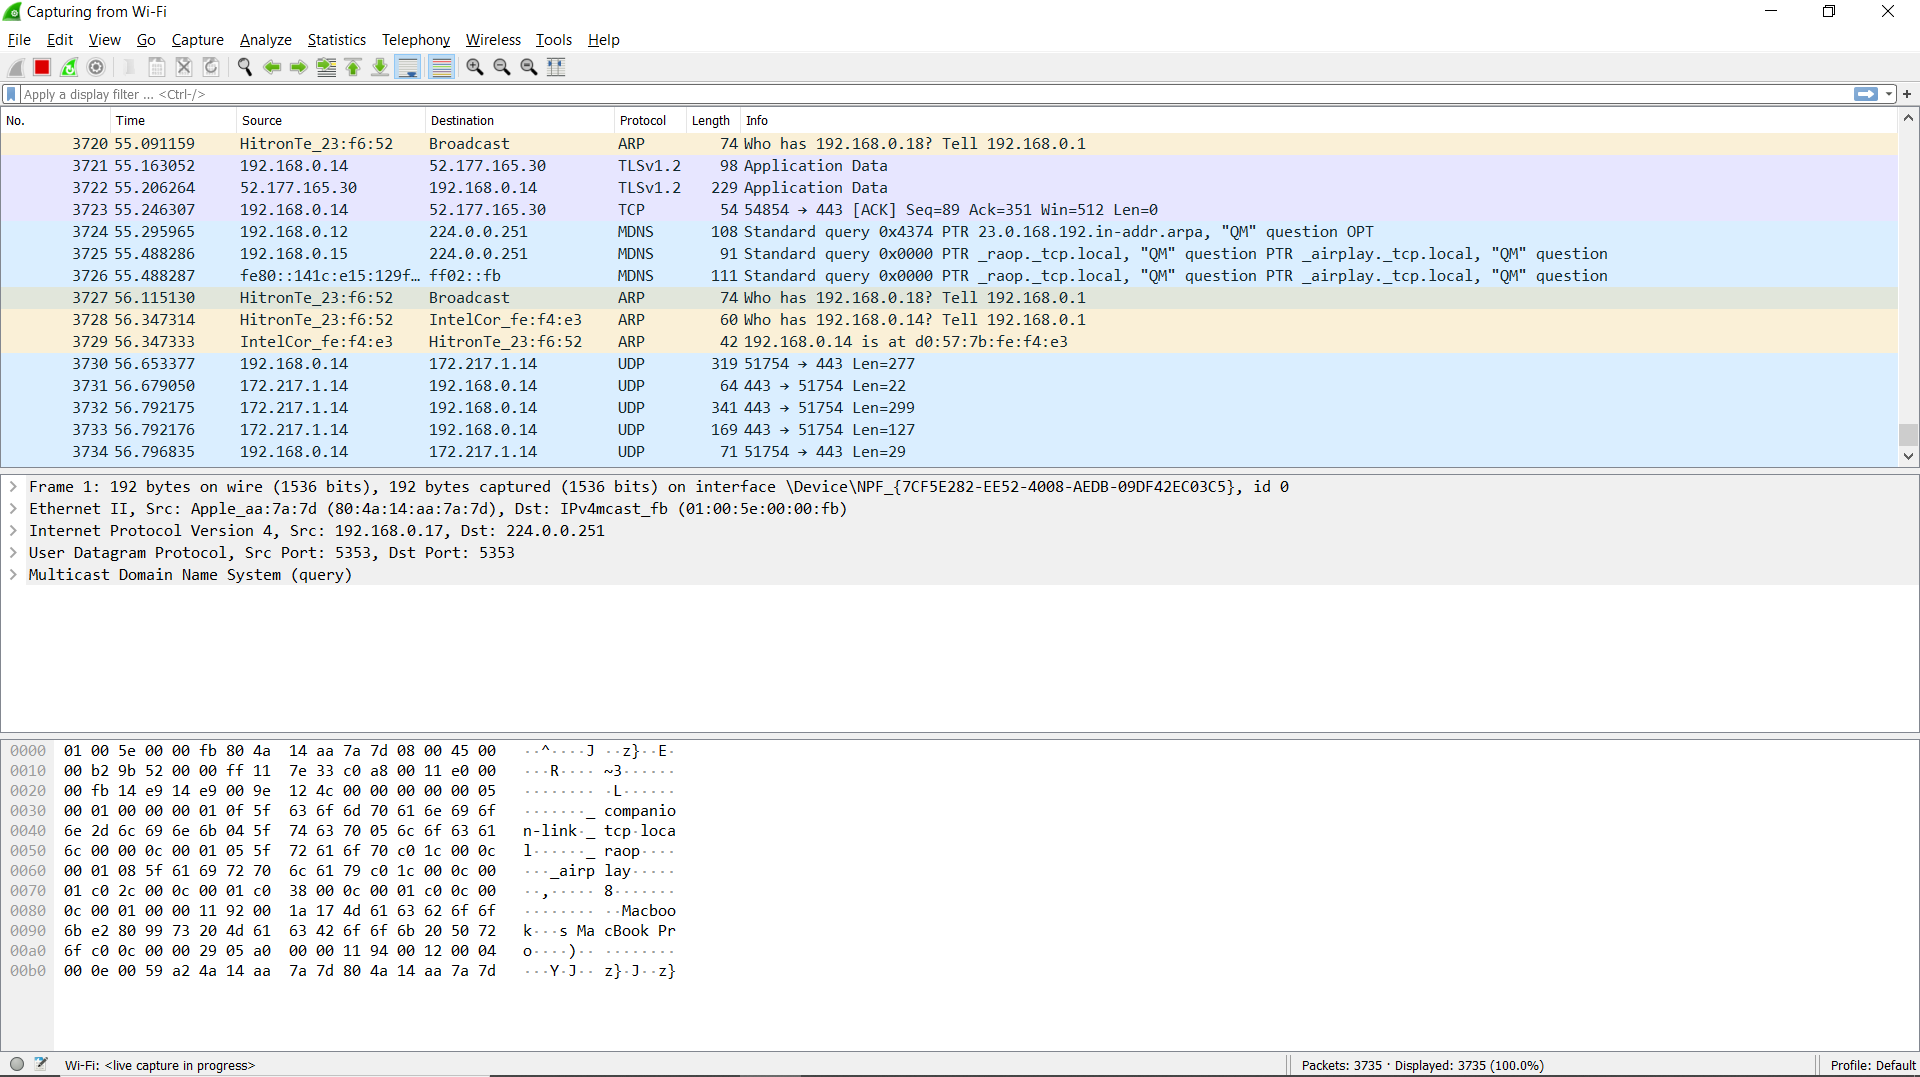 Capturing from Wi-Fi
File Edit View Go Capture Analyze Statistics Telephony Wireless Tools Help
Apply a display filter ... <Ctrl-/>
No. Time Source Destination Protocol Length Info
3720 55.091159 HitronTe_23:f6:52 Broadcast ARP 74 Who has 192.168.0.18? Tell 192.168.0.1
3721 55.163052 192.168.0.14 52.177.165.30 TLSv1.2 98 Application Data
3722 55.206264 52.177.165.30 192.168.0.14 TLSv1.2 229 Application Data
3723 55.246307 192.168.0.14 52.177.165.30 TCP 54 54854 → 443 [ACK] Seq=89 Ack=351 Win=512 Len=0
3724 55.295965 192.168.0.12 224.0.0.251 MDNS 108 Standard query 0x4374 PTR 23.0.168.192.in-addr.arpa, "QM" question OPT
3725 55.488286 192.168.0.15 224.0.0.251 MDNS 91 Standard query 0x0000 PTR _raop._tcp.local, "QM" question PTR _airplay._tcp.local, "QM" question
3726 55.488287 fe80::141c:e15:129f… ff02::fb MDNS 111 Standard query 0x0000 PTR _raop._tcp.local, "QM" question PTR _airplay._tcp.local, "QM" question
3727 56.115130 HitronTe_23:f6:52 Broadcast ARP 74 Who has 192.168.0.18? Tell 192.168.0.1
3728 56.347314 HitronTe_23:f6:52 IntelCor_fe:f4:e3 ARP 60 Who has 192.168.0.14? Tell 192.168.0.1
3729 56.347333 IntelCor_fe:f4:e3 HitronTe_23:f6:52 ARP 42 192.168.0.14 is at d0:57:7b:fe:f4:e3
3730 56.653377 192.168.0.14 172.217.1.14 UDP 319 51754 → 443 Len=277
3731 56.679050 172.217.1.14 192.168.0.14 UDP 64 443 → 51754 Len=22
3732 56.792175 172.217.1.14 192.168.0.14 UDP 341 443 → 51754 Len=299
3733 56.792176 172.217.1.14 192.168.0.14 UDP 169 443 → 51754 Len=127
3734 56.796835 192.168.0.14 172.217.1.14 UDP 71 51754 → 443 Len=29
Frame 1: 192 bytes on wire (1536 bits), 192 bytes captured (1536 bits) on interface \Device\NPF_{7CF5E282-EE52-4008-AEDB-09DF42EC03C5}, id 0
Ethernet II, Src: Apple_aa:7a:7d (80:4a:14:aa:7a:7d), Dst: IPv4mcast_fb (01:00:5e:00:00:fb)
Internet Protocol Version 4, Src: 192.168.0.17, Dst: 224.0.0.251
User Datagram Protocol, Src Port: 5353, Dst Port: 5353
Multicast Domain Name System (query)
0000 01 00 5e 00 00 fb 80 4a 14 aa 7a 7d 08 00 45 00 ··^····J ··z}··E·
0010 00 b2 9b 52 00 00 ff 11 7e 33 c0 a8 00 11 e0 00 ···R···· ~3······
0020 00 fb 14 e9 14 e9 00 9e 12 4c 00 00 00 00 00 05 ········ ·L······
0030 00 01 00 00 00 01 0f 5f 63 6f 6d 70 61 6e 69 6f ·······_ companio
0040 6e 2d 6c 69 6e 6b 04 5f 74 63 70 05 6c 6f 63 61 n-link·_ tcp·loca
0050 6c 00 00 0c 00 01 05 5f 72 61 6f 70 c0 1c 00 0c l······_ raop····
0060 00 01 08 5f 61 69 72 70 6c 61 79 c0 1c 00 0c 00 ···_airp lay·····
0070 01 c0 2c 00 0c 00 01 c0 38 00 0c 00 01 c0 0c 00 ··,····· 8·······
0080 0c 00 01 00 00 11 92 00 1a 17 4d 61 63 62 6f 6f ········ ··Macboo
0090 6b e2 80 99 73 20 4d 61 63 42 6f 6f 6b 20 50 72 k···s Ma cBook Pr
00a0 6f c0 0c 00 00 29 05 a0 00 00 11 94 00 12 00 04 o····)·· ········
00b0 00 0e 00 59 a2 4a 14 aa 7a 7d 80 4a 14 aa 7a 7d ···Y·J·· z}·J··z}
Wi-Fi: <live capture in progress> Packets: 3735 · Displayed: 3735 (100.0%) Profile: Default